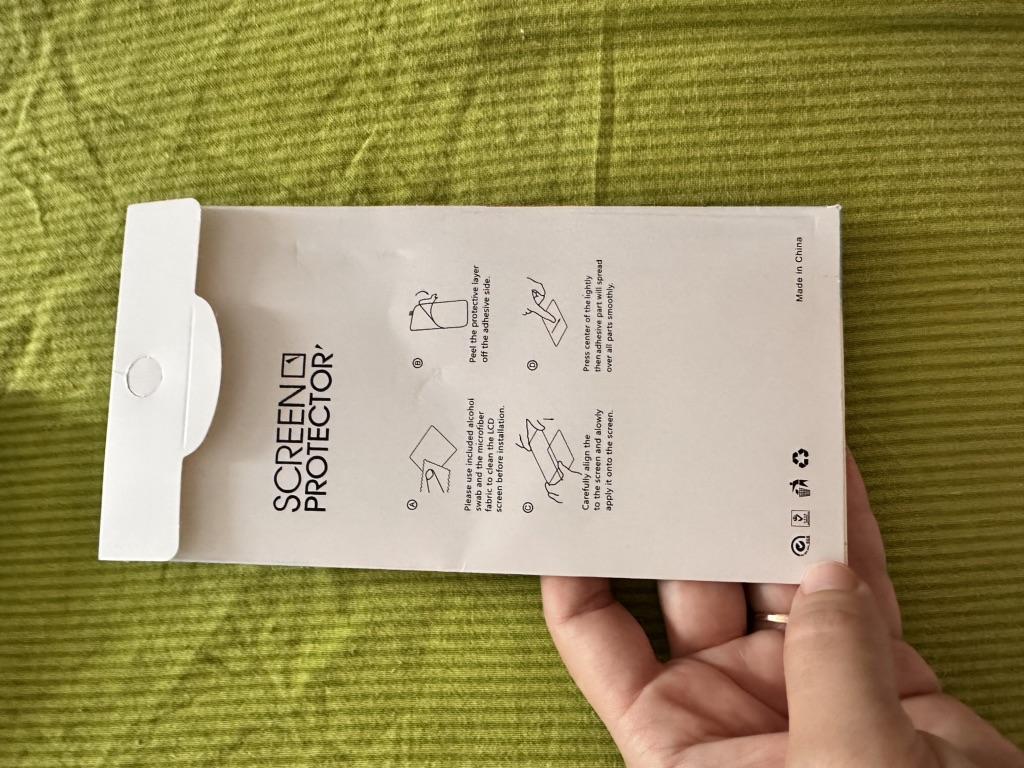 SCREEN
PROTECTOR
A
Please use included alcohol
swab and the microfiber
fabric to clean the LCD
screen before installation.
B
Peel the protective layer
off the adhesive side.
C
Carefully align the
to the screen and alowly
apply it onto the screen.
D
Press center of the lightly
then adhesive part will spread
over all parts smoothly.
Made in China